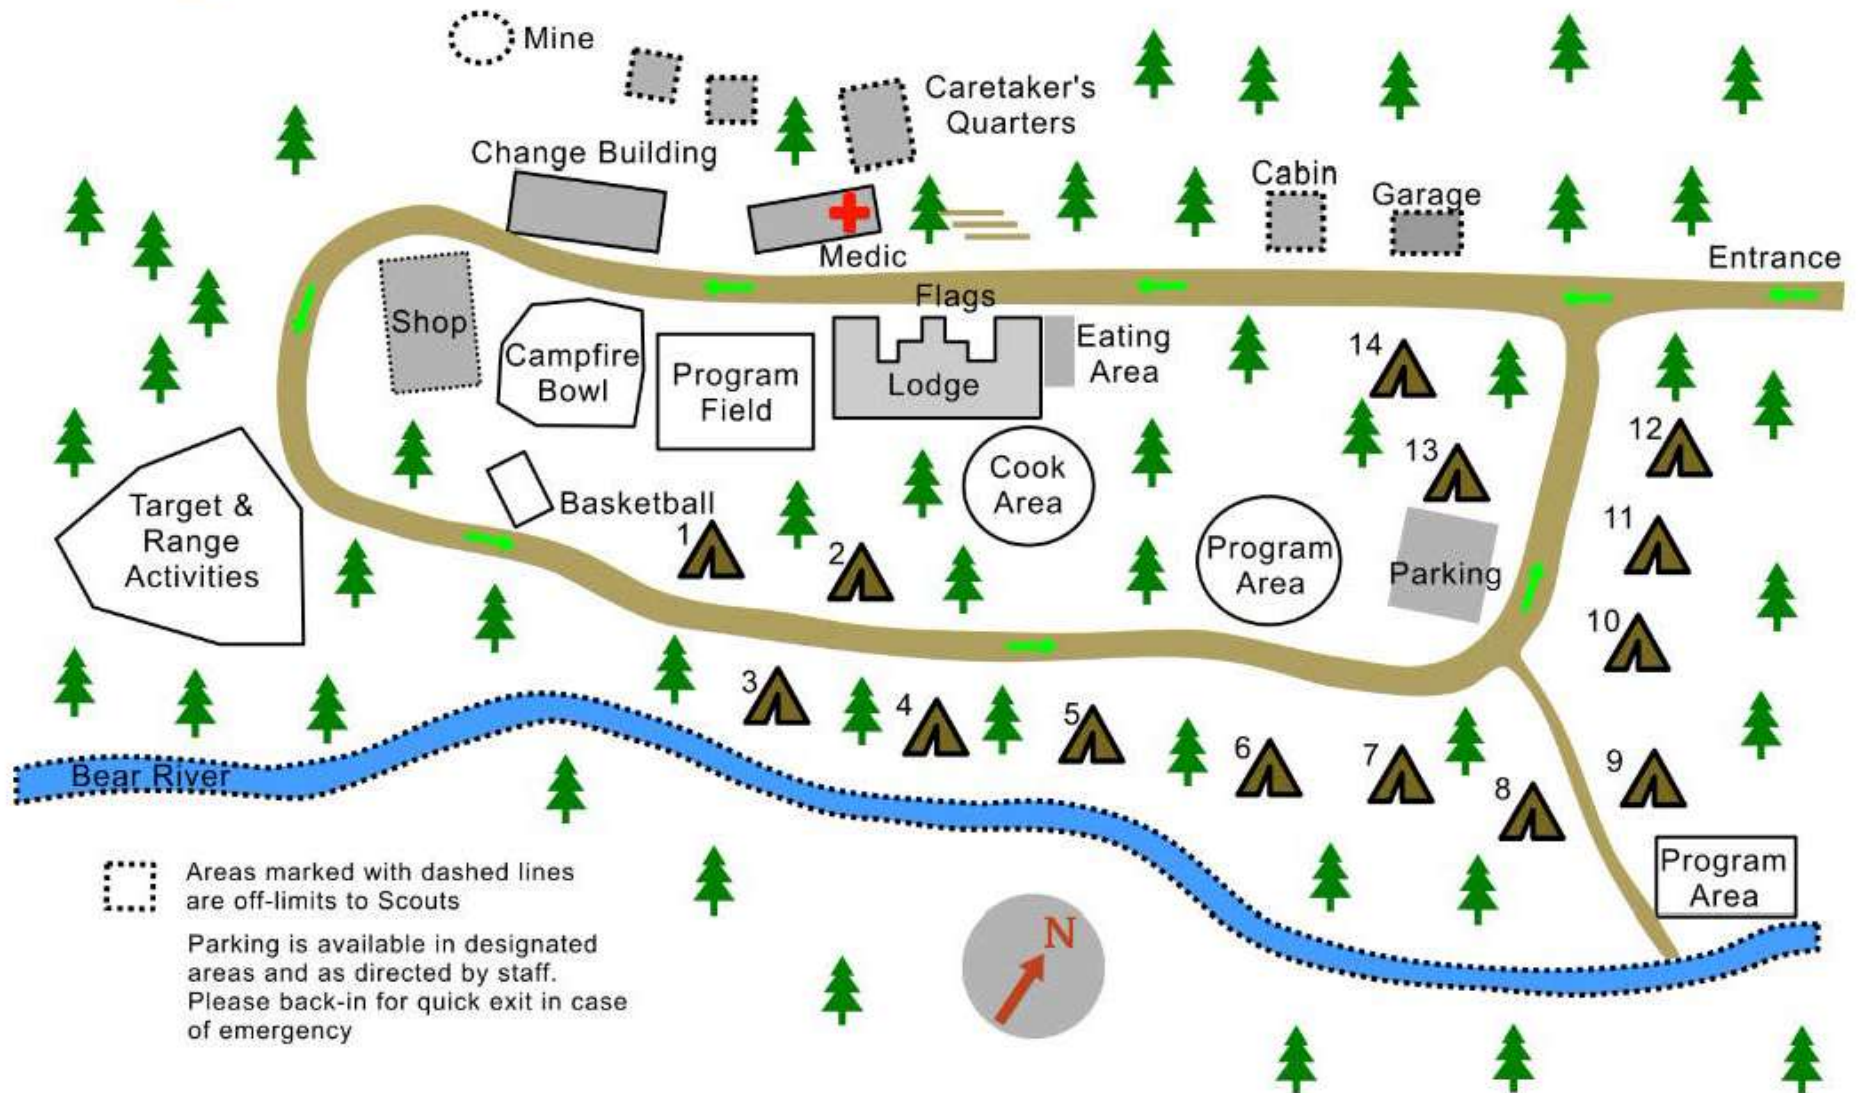 Mine
Caretaker's
Quarters
Change Building
Cabin
Garage
Medic
Entrance
Flags
Shop
Campfire
Bowl
Program
Field
Lodge
Eating
Area
14
13
12
11
10
Cook
Area
Target &
Range
Activities
Basketball
1
2
Program
Area
Parking
3
4
5
6
7
8
9
Bear River
Program
Area
Areas marked with dashed lines
are off-limits to Scouts
Parking is available in designated
areas and as directed by staff.
Please back-in for quick exit in case
of emergency
N